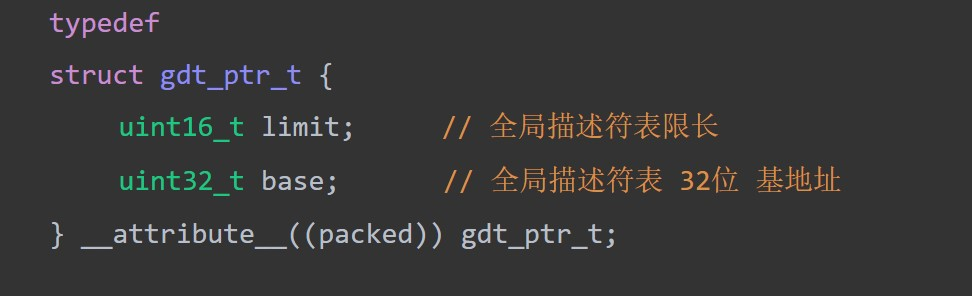 typedef
struct gdt_ptr_t {
    uint16_t limit;     // 全局描述符表限长
    uint32_t base;      // 全局描述符表 32位 基地址
} __attribute__((packed)) gdt_ptr_t;